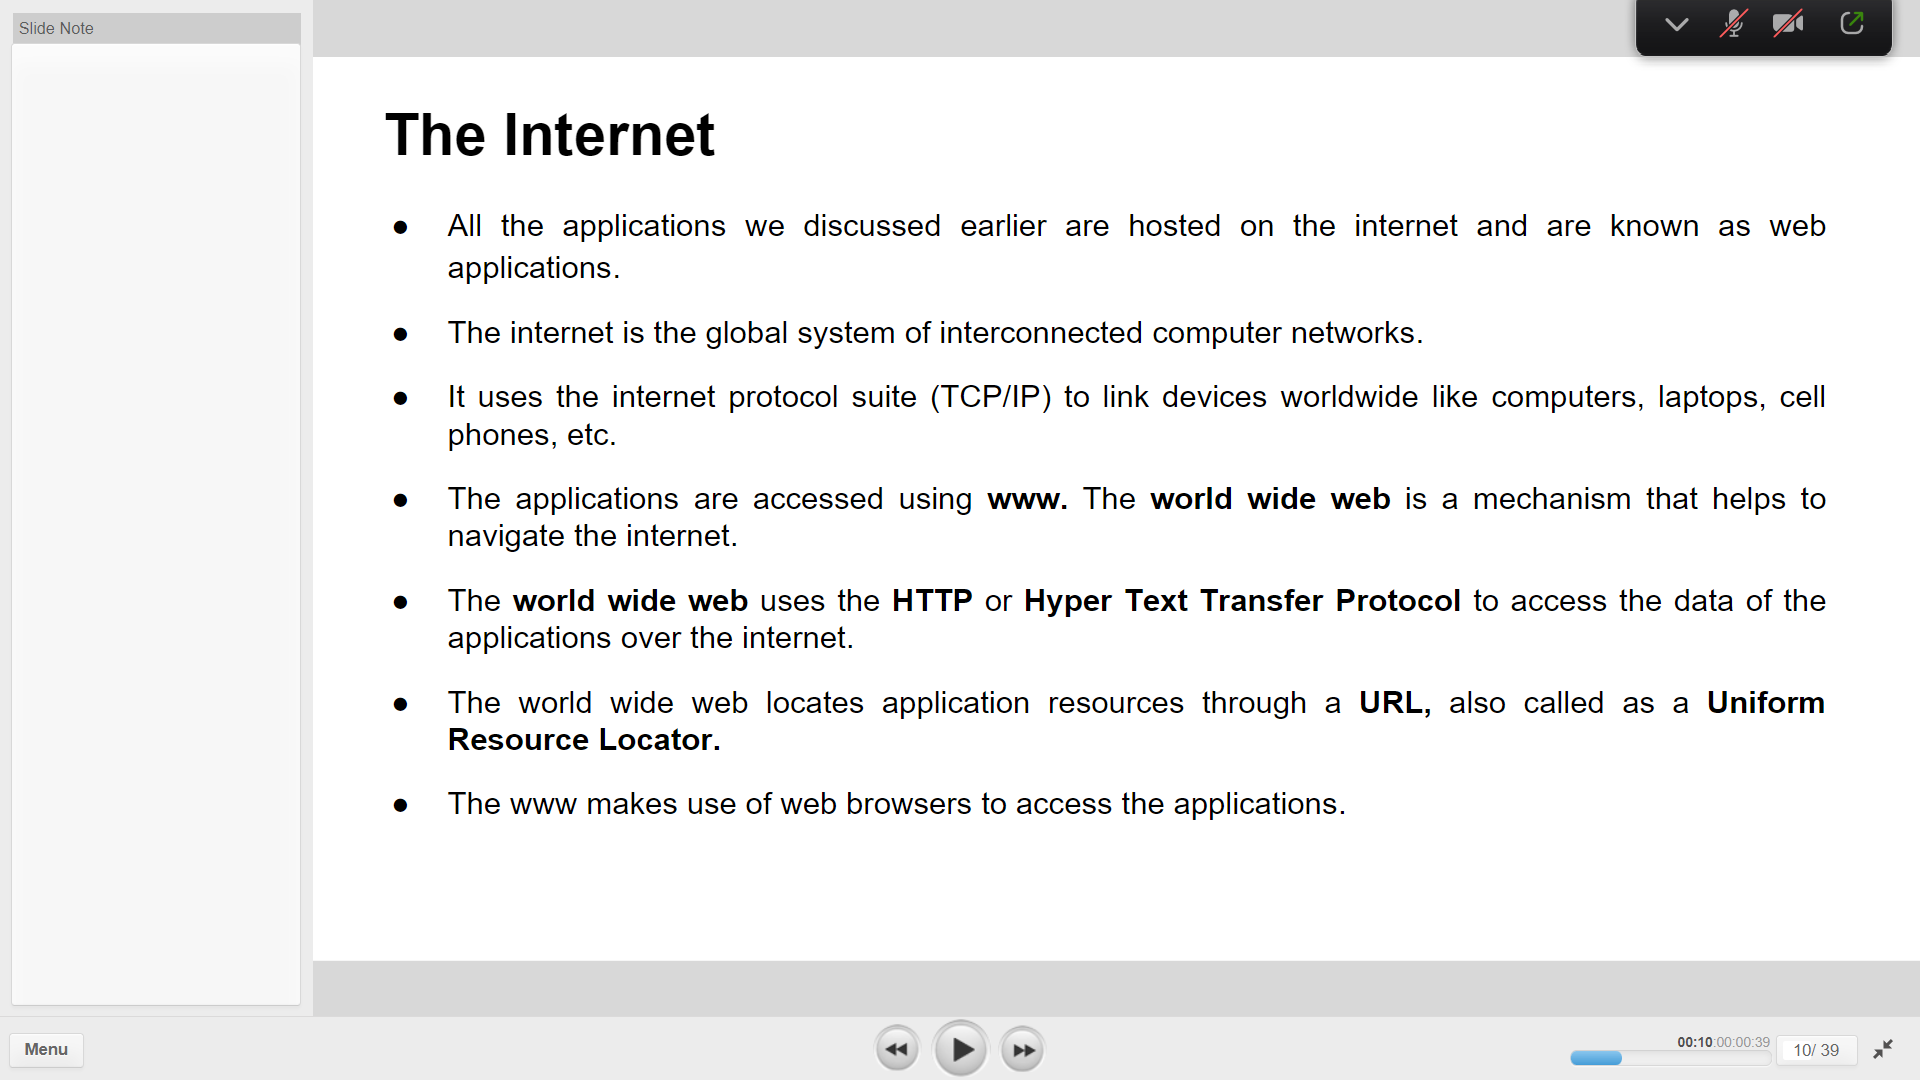 Slide Note
The Internet
● All the applications we discussed earlier are hosted on the internet and are known as web
applications.
● The internet is the global system of interconnected computer networks.
● It uses the internet protocol suite (TCP/IP) to link devices worldwide like computers, laptops, cell
phones, etc.
● The applications are accessed using www. The world wide web is a mechanism that helps to
navigate the internet.
● The world wide web uses the HTTP or Hyper Text Transfer Protocol to access the data of the
applications over the internet.
● The world wide web locates application resources through a URL, also called as a Uniform
Resource Locator.
● The www makes use of web browsers to access the applications.
Menu
00:10:00:00:39
10/ 39